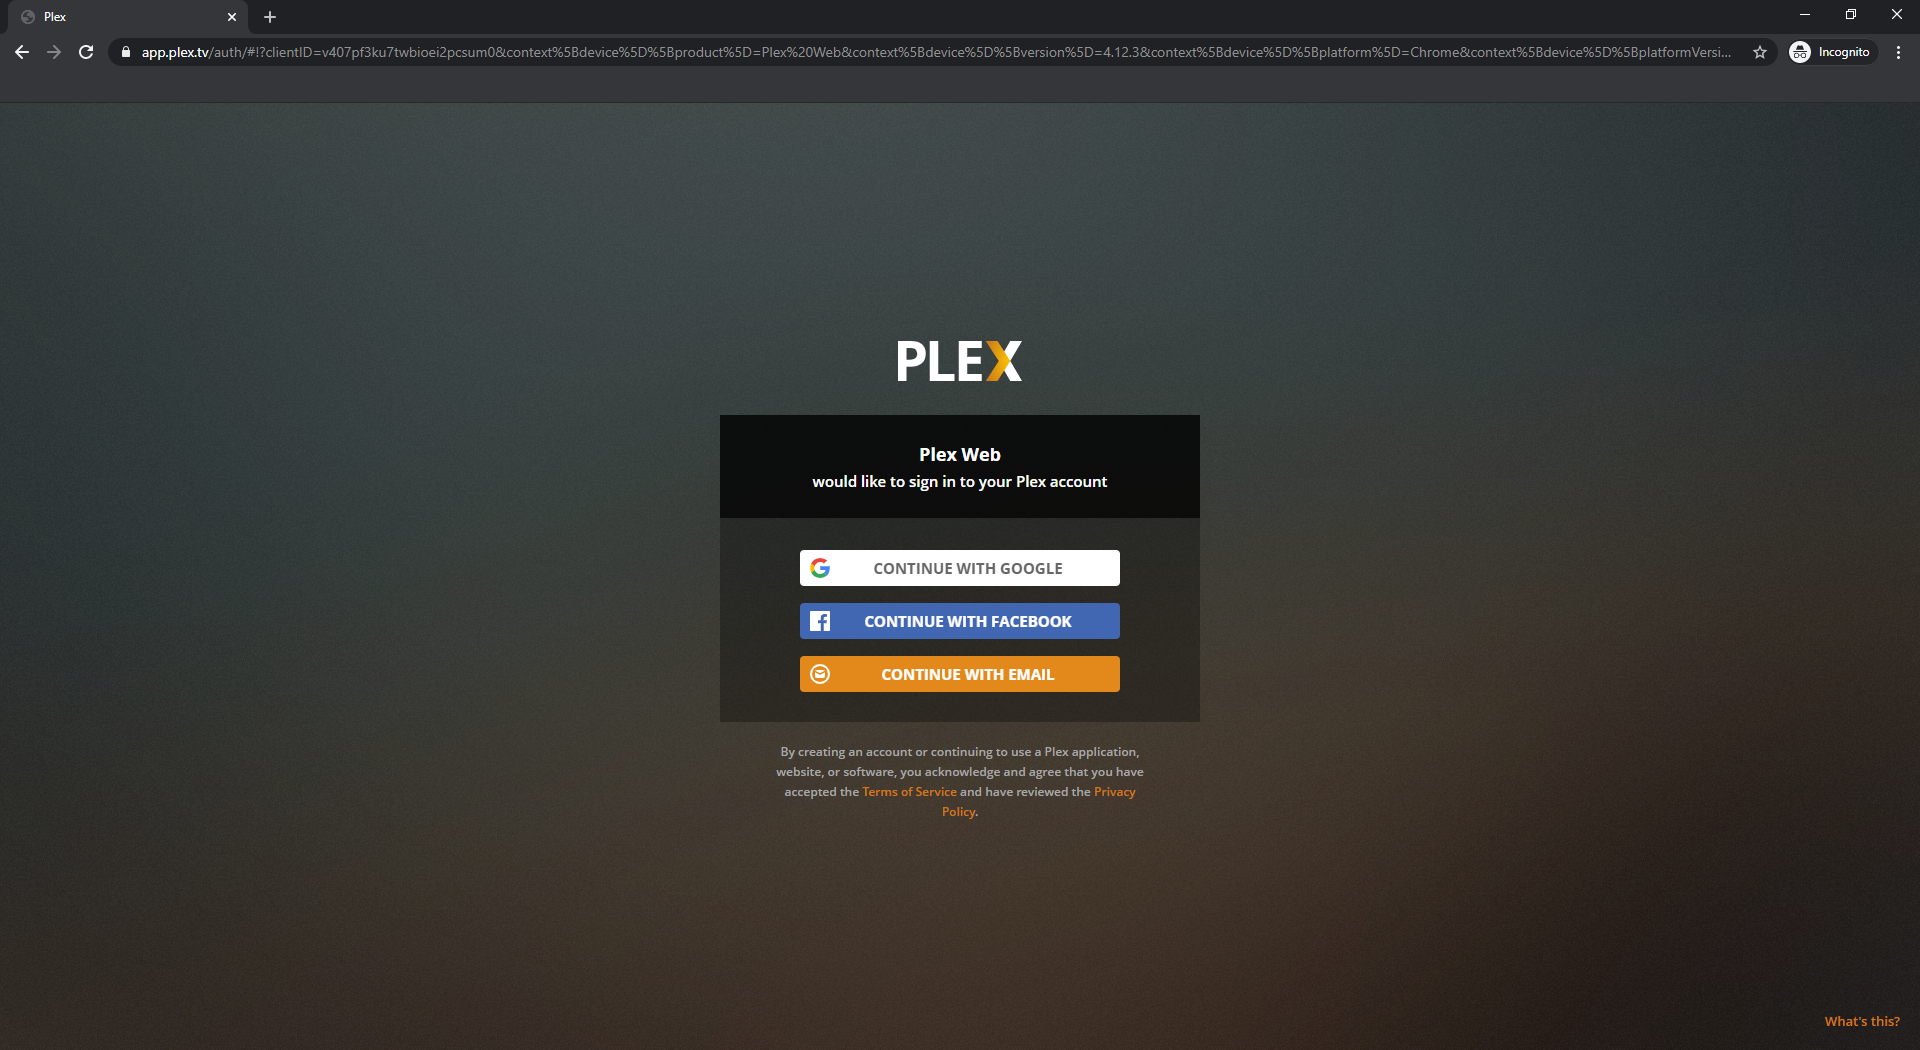 Plex
app.plex.tv/auth/#!?clientID=v407pf3ku7twbioei2pcsum0&context%5Bdevice%5D%5Bproduct%5D=Plex%20Web&context%5Bdevice%5D%5Bversion%5D=4.12.3&context%5Bdevice%5D%5Bplatform%5D=Chrome&context%5Bdevice%5D%5BplatformVersi...
Incognito
PLEX
Plex Web
would like to sign in to your Plex account
CONTINUE WITH GOOGLE
CONTINUE WITH FACEBOOK
CONTINUE WITH EMAIL
By creating an account or continuing to use a Plex application,
website, or software, you acknowledge and agree that you have
accepted the Terms of Service and have reviewed the Privacy
Policy.
What's this?